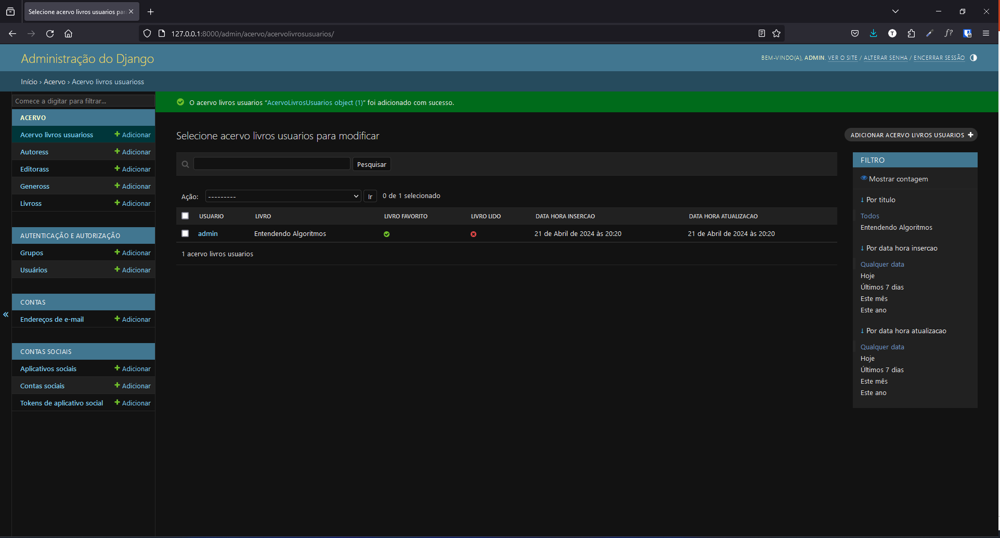 Selecione acervo livros usuarios par
127.0.0.1:8000/admin/acervo/acervolivrosusuarios/
Administração do Django
BEM-VINDO(A), ADMIN. VER O SITE / ALTERAR SENHA / ENCERRAR SESSÃO
Início › Acervo › Acervo livros usuarioss
Comece a digitar para filtrar...
ACERVO
Acervo livros usuarioss Adicionar
Autoress Adicionar
Editorass Adicionar
Generoess Adicionar
Livross Adicionar
AUTENTICAÇÃO E AUTORIZAÇÃO
Grupos Adicionar
Usuários Adicionar
CONTAS
Endereços de e-mail Adicionar
CONTAS SOCIAIS
Aplicativos sociais Adicionar
Contas sociais Adicionar
Tokens de aplicativo social Adicionar
O acervo livros usuarios “AcervoLivrosUsuarios object (1)” foi adicionado com sucesso.
Selecione acervo livros usuarios para modificar
ADICIONAR ACERVO LIVROS USUARIOS
Pesquisar
Ação: --------- Ir 0 de 1 selecionado
USUARIO LIVRO LIVRO FAVORITO LIVRO LIDO DATA HORA INSERCAO DATA HORA ATUALIZACAO
admin Entendendo Algoritmos 21 de Abril de 2024 às 20:20 21 de Abril de 2024 às 20:20
1 acervo livros usuarios
FILTRO
Mostrar contagem
↓ Por titulo
Todos
Entendendo Algoritmos
↓ Por data hora insercao
Qualquer data
Hoje
Últimos 7 dias
Este mês
Este ano
↓ Por data hora atualizacao
Qualquer data
Hoje
Últimos 7 dias
Este mês
Este ano